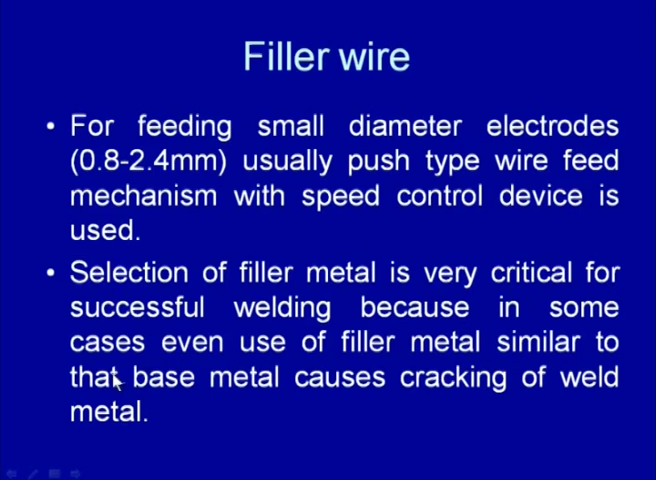 Filler wire
• For feeding small diameter electrodes
(0.8-2.4mm) usually push type wire feed
mechanism with speed control device is
used.
• Selection of filler metal is very critical for
successful welding because in some
cases even use of filler metal similar to
that base metal causes cracking of weld
metal.